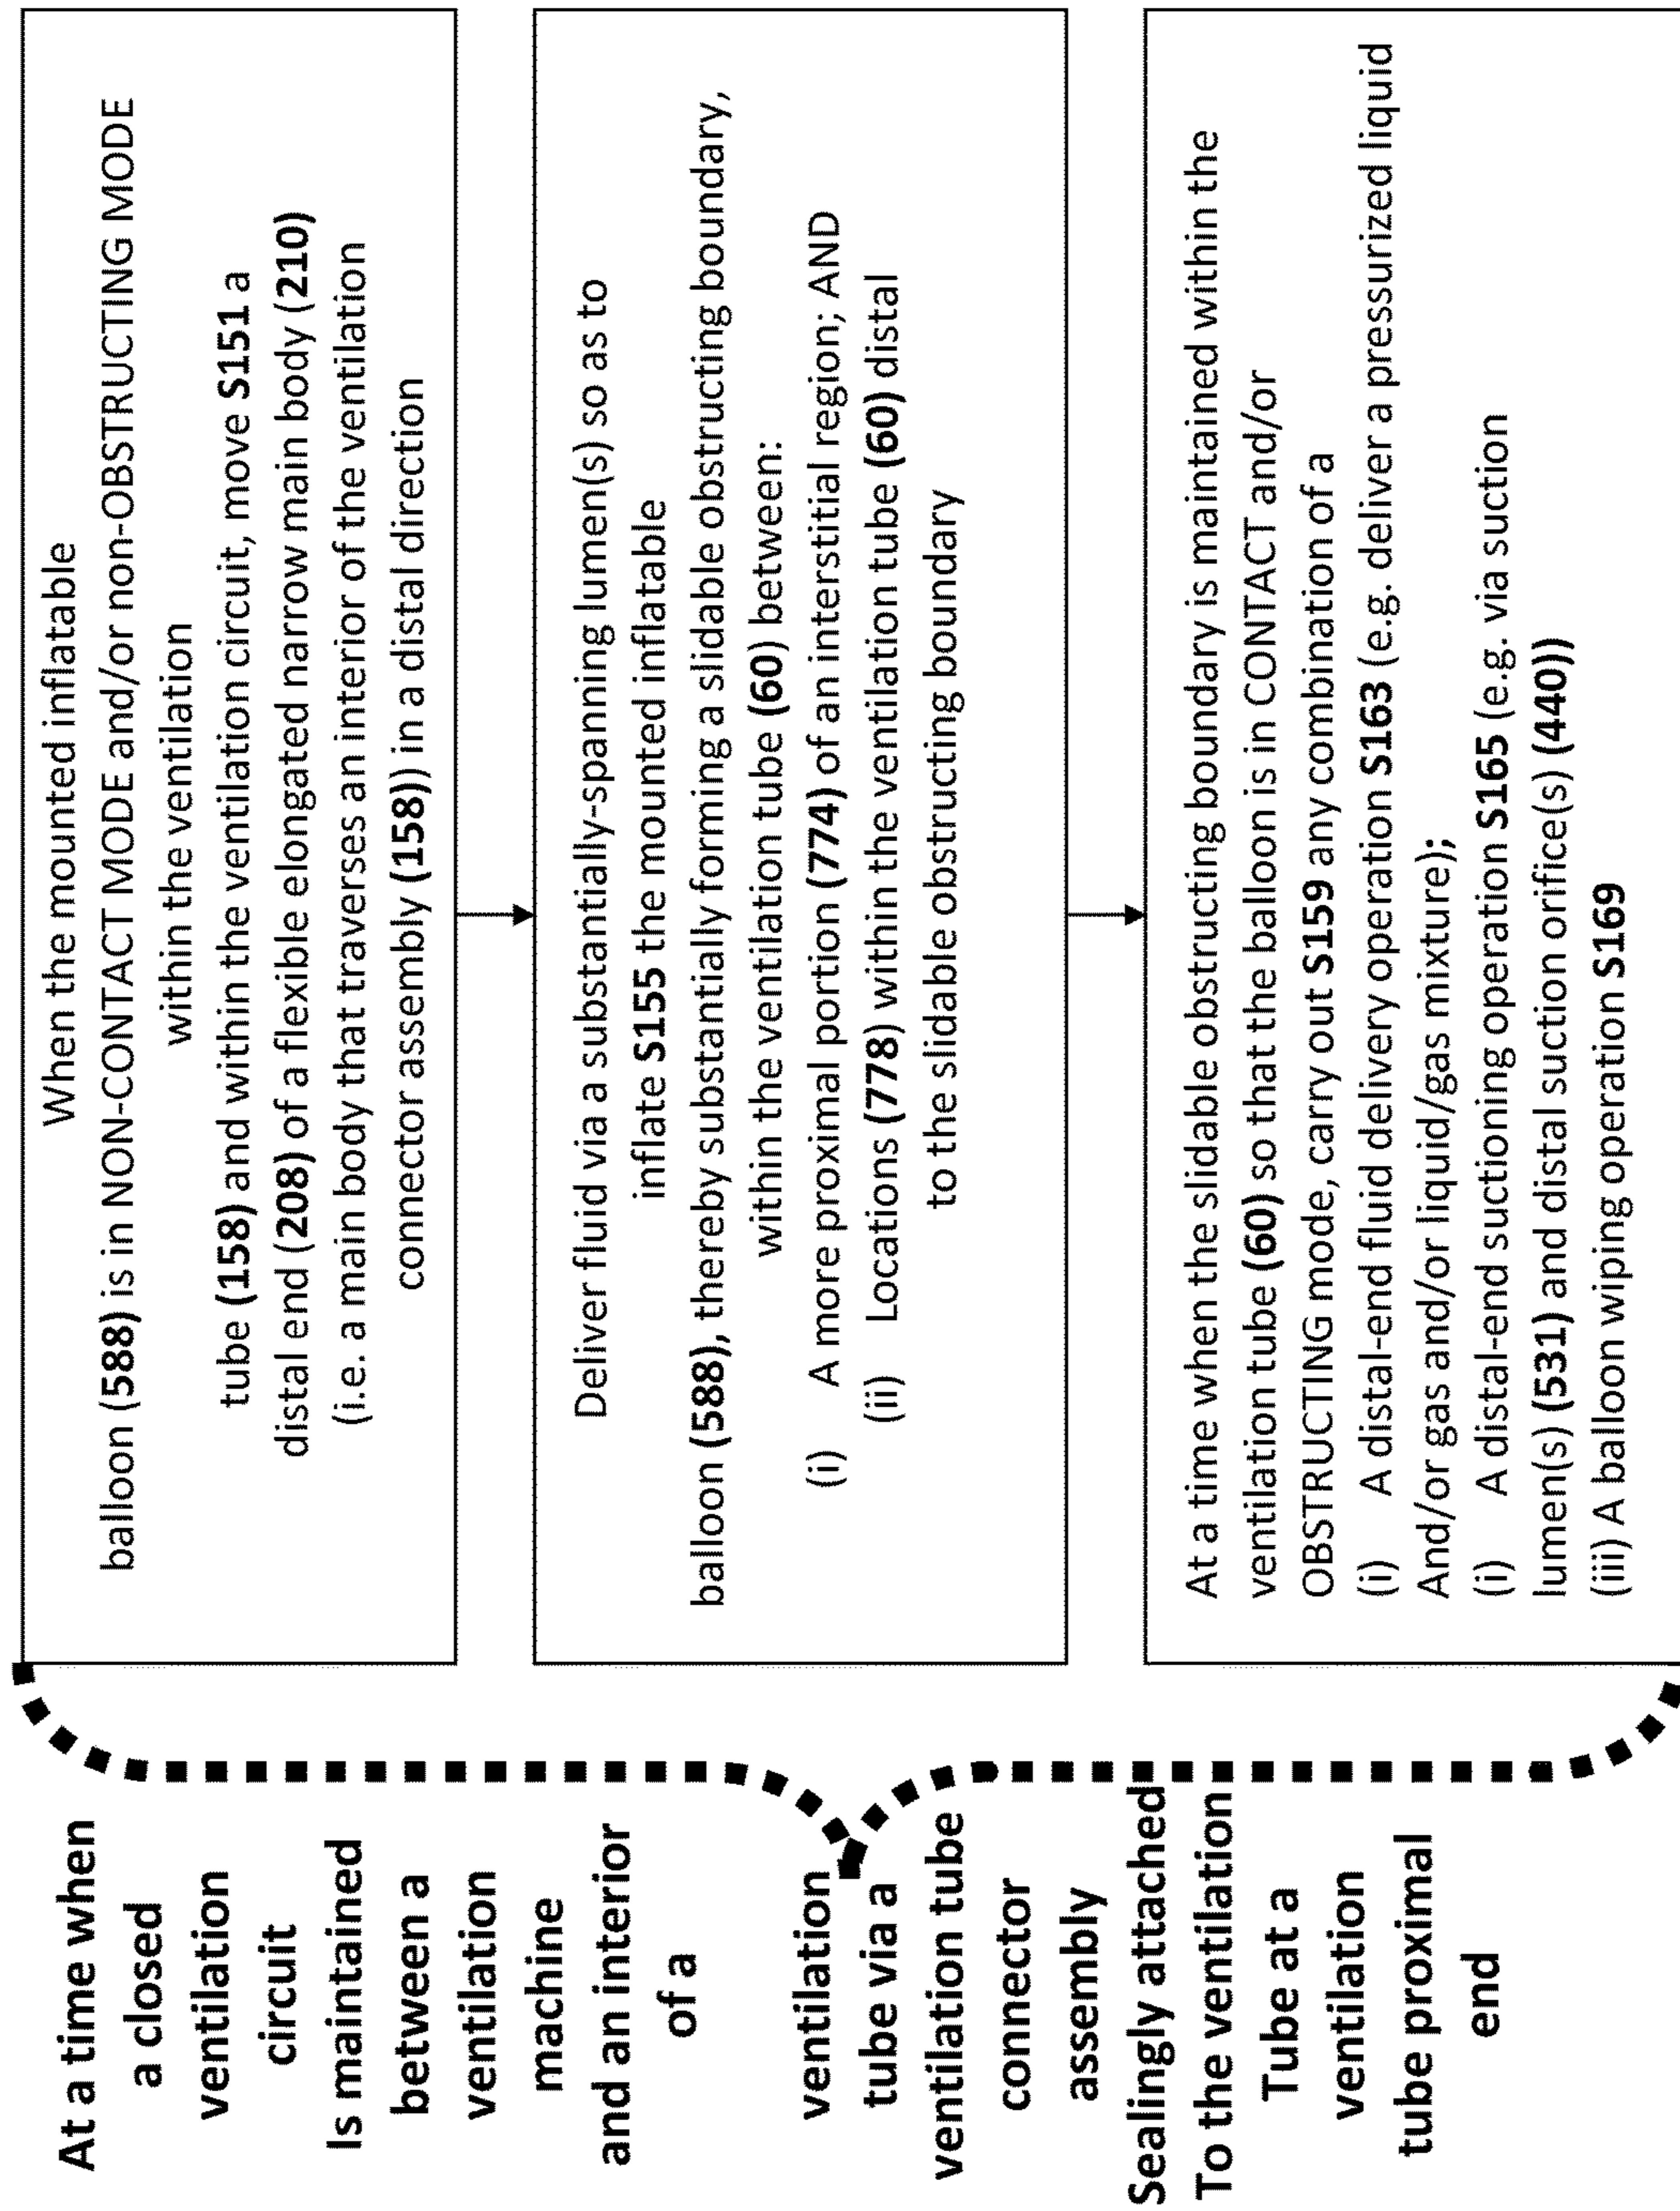 At a time when
a closed
ventilation
circuit
Is maintained
between a
ventilation
machine
and an interior
of a
ventilation
tube via a
ventilation tube
connector
assembly
Sealingly attached
To the ventilation
Tube at a
ventilation
tube proximal
end
When the mounted inflatable
balloon (588) is in NON-CONTACT MODE and/or non-OBSTRUCTING MODE
within the ventilation
tube (158) and within the ventilation circuit, move S151 a
distal end (208) of a flexible elongated narrow main body (210)
(i.e. a main body that traverses an interior of the ventilation
connector assembly (158)) in a distal direction
Deliver fluid via a substantially-spanning lumen(s) so as to
inflate S155 the mounted inflatable
balloon (588), thereby substantially forming a slidable obstructing boundary,
within the ventilation tube (60) between:
(i) A more proximal portion (774) of an interstitial region; AND
(ii) Locations (778) within the ventilation tube (60) distal
to the slidable obstructing boundary
At a time when the slidable obstructing boundary is maintained within the
ventilation tube (60) so that the balloon is in CONTACT and/or
OBSTRUCTING mode, carry out S159 any combination of a
(i) A distal-end fluid delivery operation S163 (e.g. deliver a pressurized liquid
And/or gas and/or liquid/gas mixture);
(i) A distal-end suctioning operation S165 (e.g. via suction
lumen(s) (531) and distal suction orifice(s) (440))
(iii) A balloon wiping operation S169